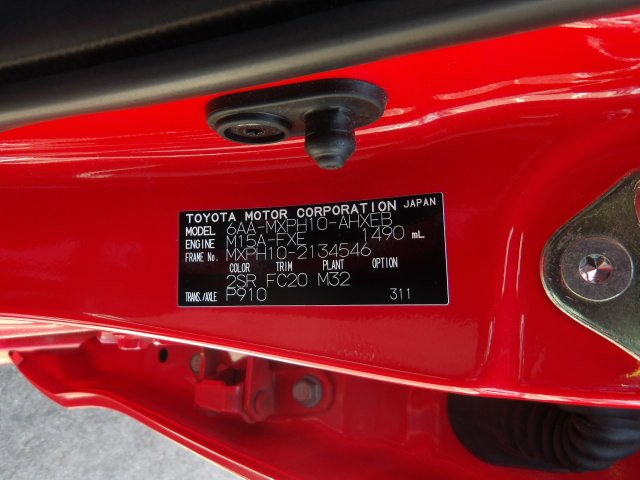 TOYOTA MOTOR CORPORATION JAPAN
MODEL 6AA-MXPH10-AHXEB
ENGINE M15A-FXE 1490 mL
FRAME No. MXPH10-2134546
COLOR TRIM PLANT OPTION
2SR FC20 M32
TRANS./AXLE P910 311